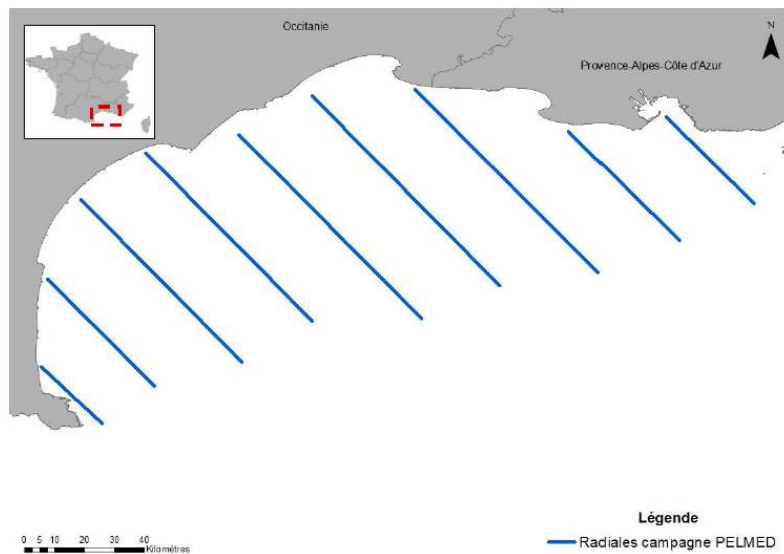 Occitanie
N
Provence-Alpes-Côte d'Azur
Légende
Radiales campagne PELMED
0 5 10 20 30 40
Kilomètres